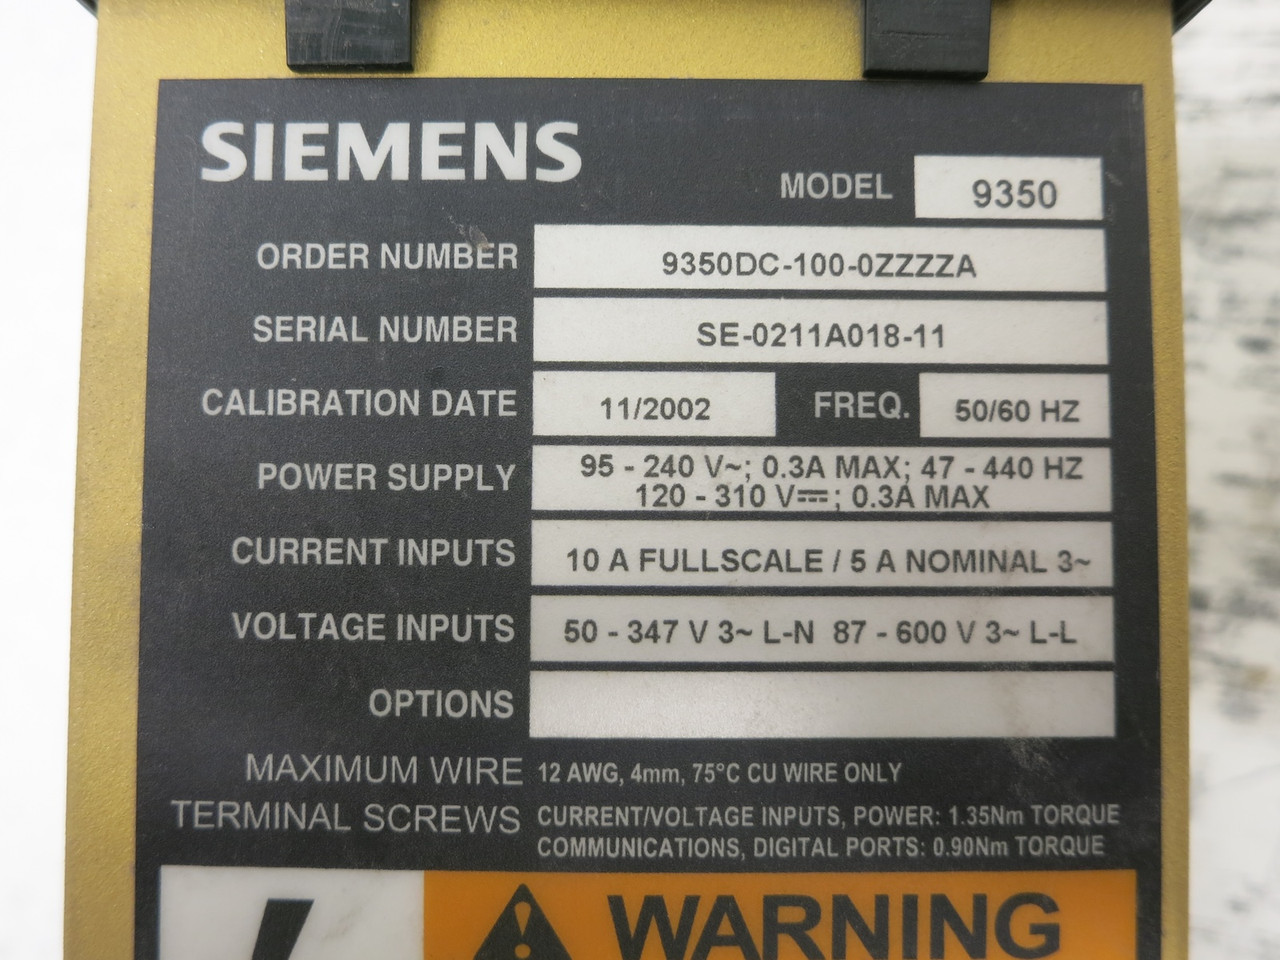 SIEMENS
MODEL 9350
ORDER NUMBER 9350DC-100-0ZZZZA
SERIAL NUMBER SE-0211A018-11
CALIBRATION DATE 11/2002 FREQ. 50/60 HZ
POWER SUPPLY 95 - 240 V~; 0.3A MAX; 47 - 440 HZ
120 - 310 V⎓; 0.3A MAX
CURRENT INPUTS 10 A FULLSCALE / 5 A NOMINAL 3~
VOLTAGE INPUTS 50 - 347 V 3~ L-N 87 - 600 V 3~ L-L
OPTIONS
MAXIMUM WIRE 12 AWG, 4mm, 75°C CU WIRE ONLY
TERMINAL SCREWS CURRENT/VOLTAGE INPUTS, POWER: 1.35Nm TORQUE
COMMUNICATIONS, DIGITAL PORTS: 0.90Nm TORQUE
WARNING